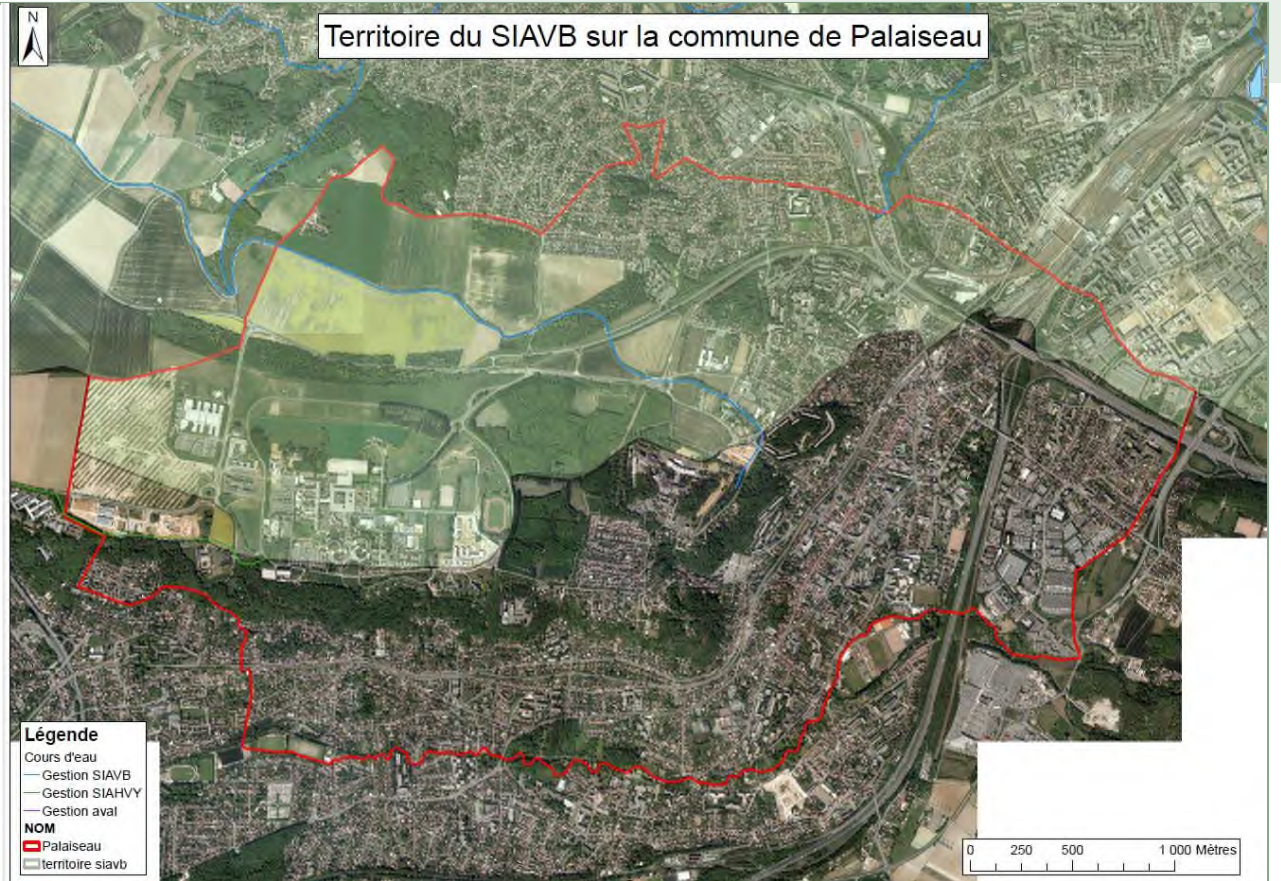 N
Territoire du SIAVB sur la commune de Palaiseau
Légende
Cours d'eau
Gestion SIAVB
Gestion SIAHVY
Gestion aval
NOM
Palaiseau
territoire siavb
0 250 500 1 000 Mètres